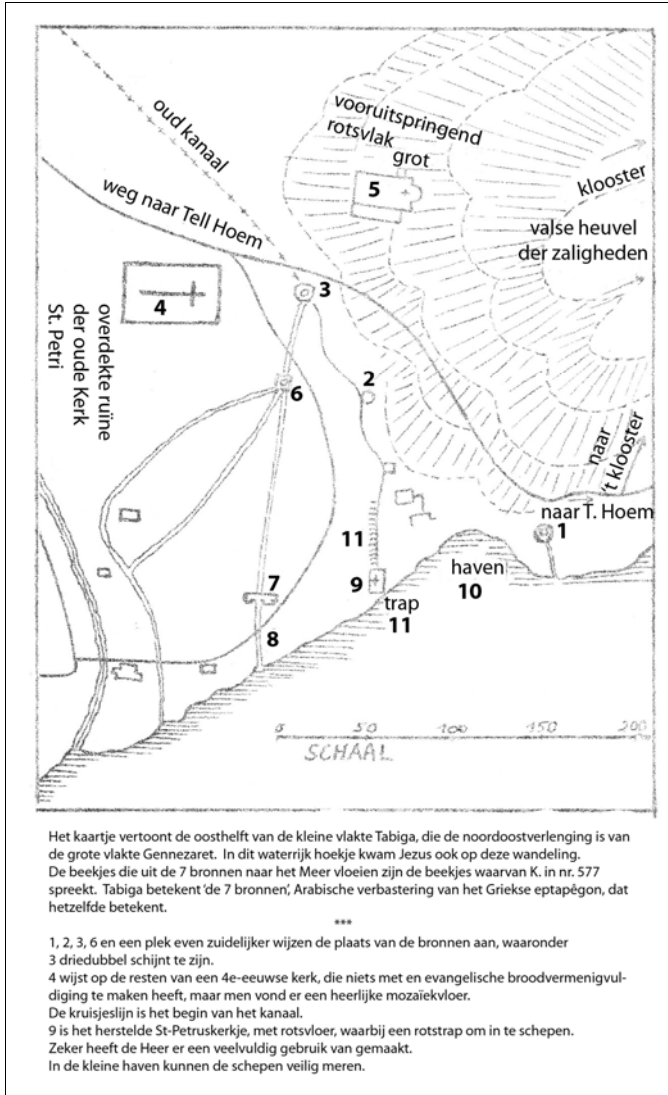 oud kanaal
vooruitspringend
rotsvlak
grot
5
klooster
weg naar Tell Hoem
valse heuvel
der zaligheden
3
4
overdekte ruïne
der oude Kerk
St. Petri
6
2
naar
't klooster
naar T. Hoem
1
11
haven
10
7
9
trap
11
8
0 50 100 150 200
SCHAAL
Het kaartje vertoont de oosthelft van de kleine vlakte Tabiga, die de noordoostverlenging is van
de grote vlakte Gennezaret. In dit waterrijk hoekje kwam Jezus ook op deze wandeling.
De beekjes die uit de 7 bronnen naar het Meer vloeien zijn de beekjes waarvan K. in nr. 577
spreekt. Tabiga betekent ‘de 7 bronnen’, Arabische verbastering van het Griekse eptapêgon, dat
hetzelfde betekent.
***
1, 2, 3, 6 en een plek even zuidelijker wijzen de plaats van de bronnen aan, waaronder
3 driedubbel schijnt te zijn.
4 wijst op de resten van een 4e-eeuwse kerk, die niets met en evangelische broodvermenigvul-
diging te maken heeft, maar men vond er een heerlijke mozaïekvloer.
De kruisjeslijn is het begin van het kanaal.
9 is het herstelde St-Petruskerkje, met rotsvloer, waarbij een rotstrap om in te schepen.
Zeker heeft de Heer er een veelvuldig gebruik van gemaakt.
In de kleine haven kunnen de schepen veilig meren.